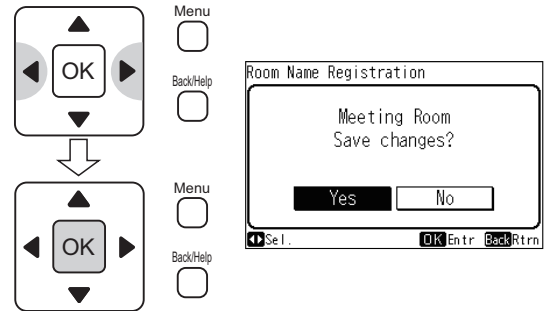 Menu
OK
Back/Help
Menu
OK
Back/Help
Room Name Registration
Meeting Room
Save changes?
Yes No
Sel. OK Entr Back Rtrn